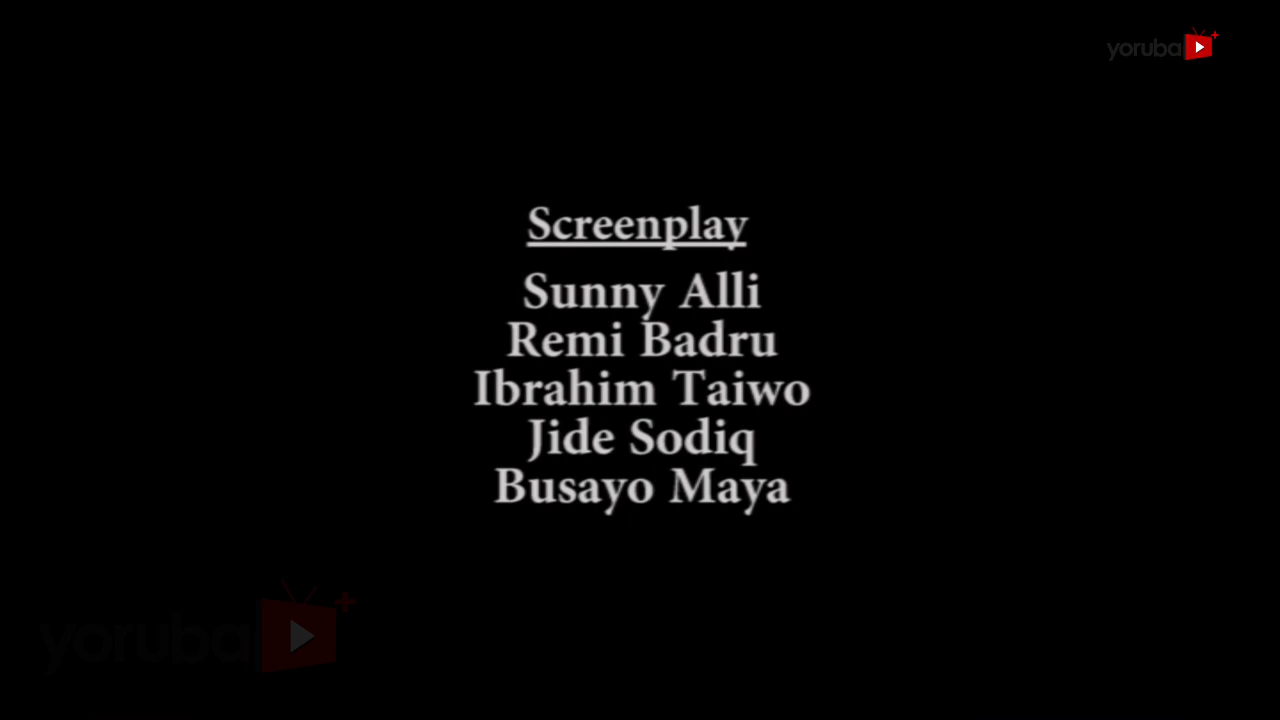 yoruba
Screenplay
Sunny Alli
Remi Badru
Ibrahim Taiwo
Jide Sodiq
Busayo Maya
yoruba